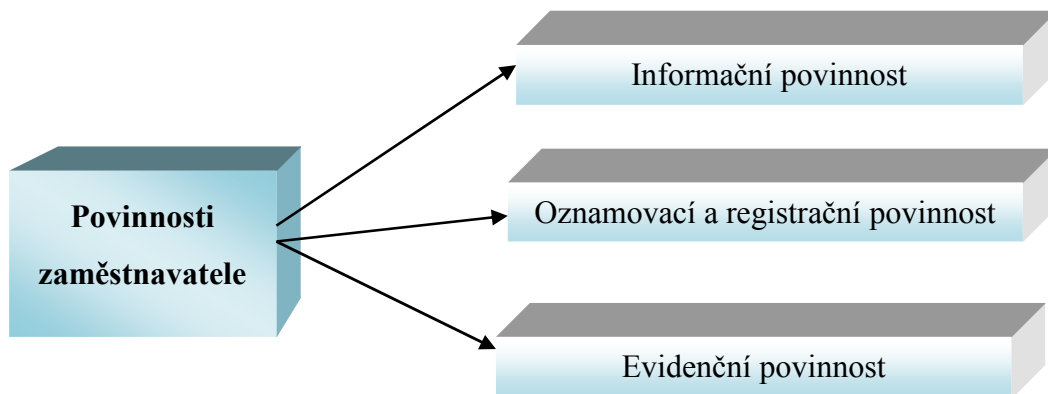 Informační povinnost
Povinnosti
zaměstnavatele
Oznamovací a registrační povinnost
Evidenční povinnost